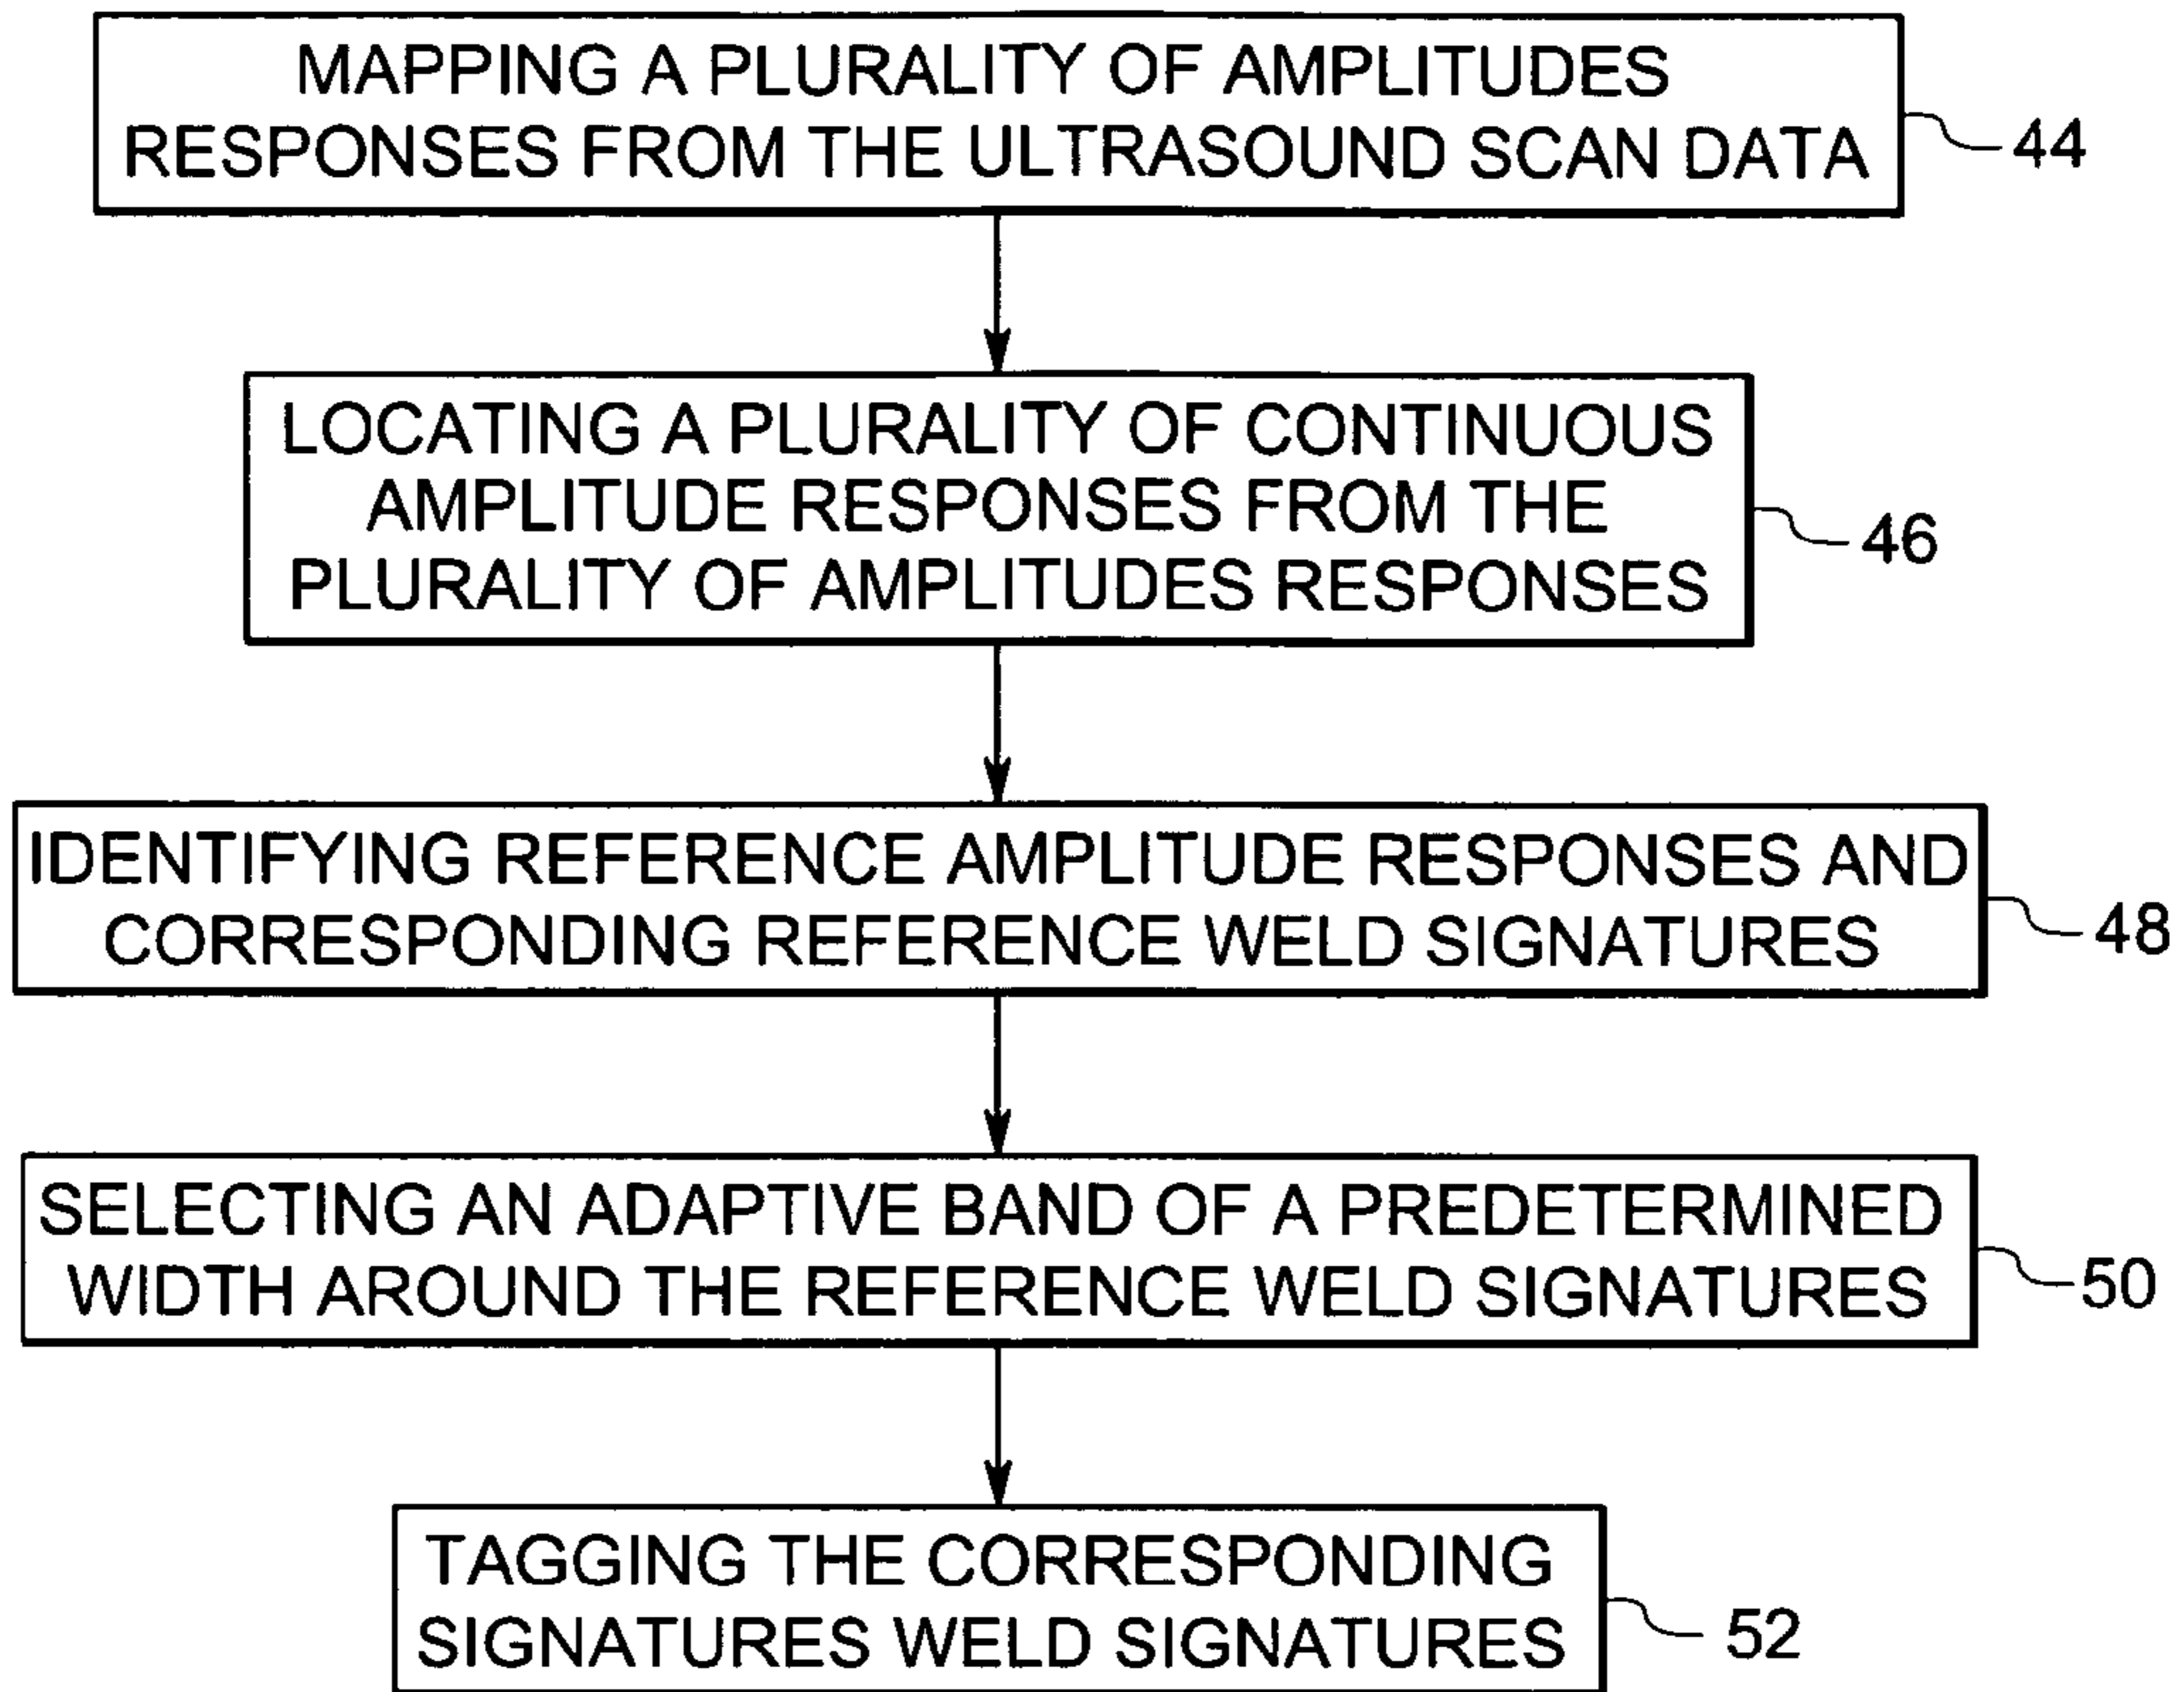 MAPPING A PLURALITY OF AMPLITUDES
RESPONSES FROM THE ULTRASOUND SCAN DATA
44
LOCATING A PLURALITY OF CONTINUOUS
AMPLITUDE RESPONSES FROM THE
PLURALITY OF AMPLITUDES RESPONSES
46
IDENTIFYING REFERENCE AMPLITUDE RESPONSES AND
CORRESPONDING REFERENCE WELD SIGNATURES
48
SELECTING AN ADAPTIVE BAND OF A PREDETERMINED
WIDTH AROUND THE REFERENCE WELD SIGNATURES
50
TAGGING THE CORRESPONDING
SIGNATURES WELD SIGNATURES
52